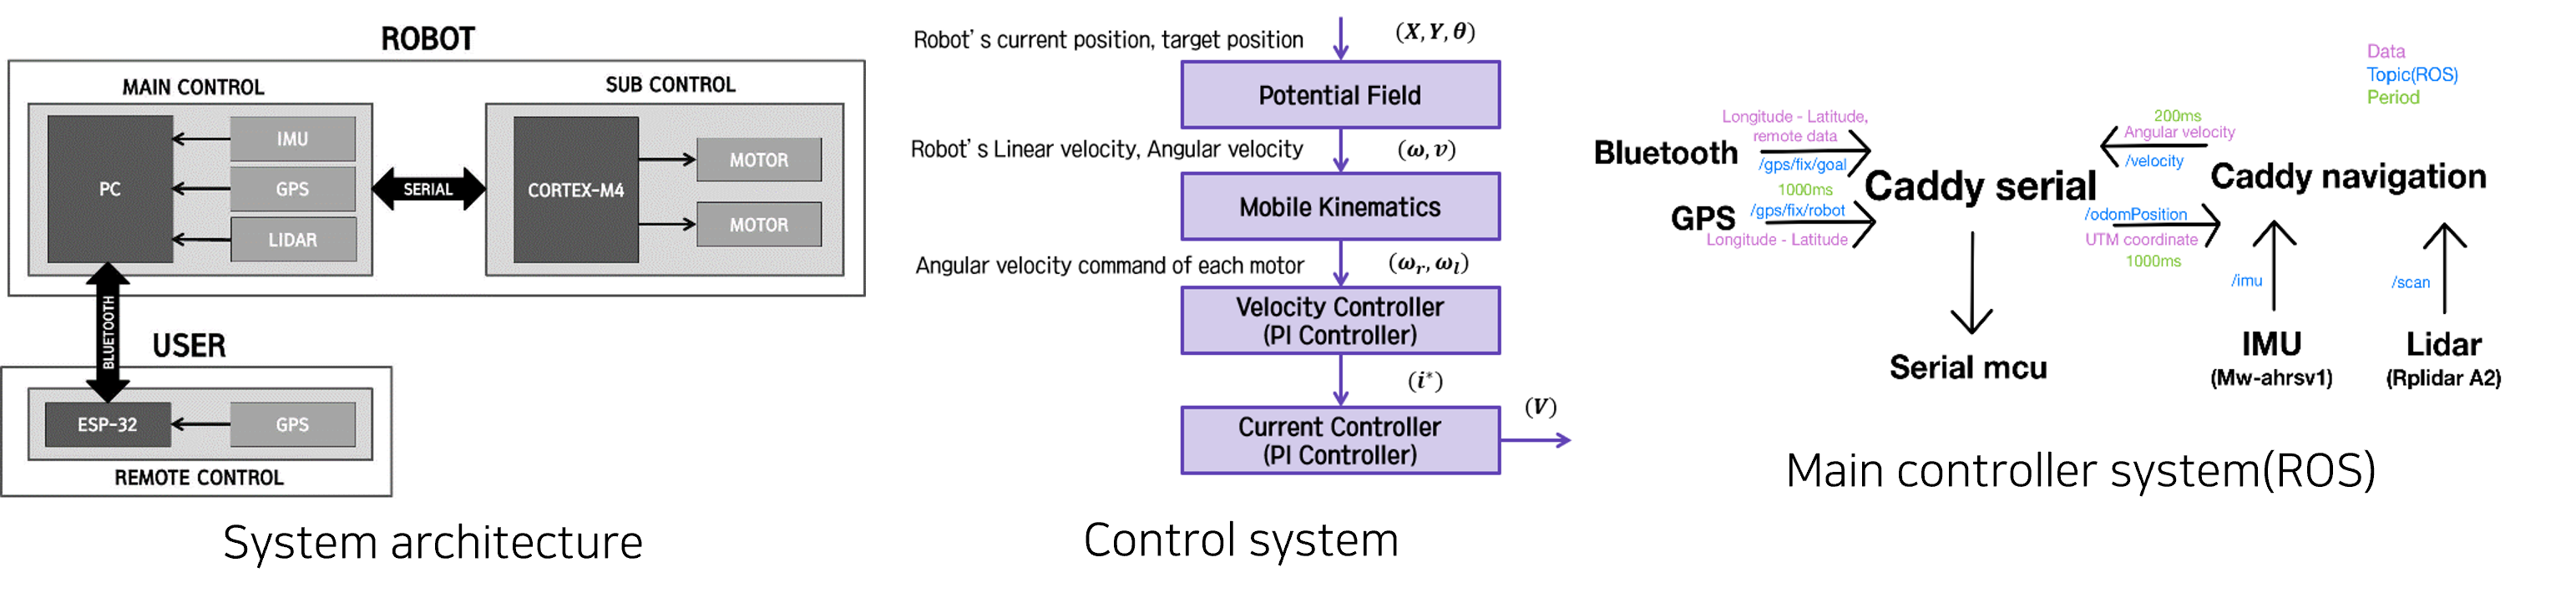 ROBOT
MAIN CONTROL
PC
IMU
GPS
LIDAR
SERIAL
SUB CONTROL
CORTEX-M4
MOTOR
MOTOR
BLUETOOTH
USER
ESP-32
GPS
REMOTE CONTROL
System architecture
Robot's current position, target position
(X, Y, θ)
Potential Field
Robot's Linear velocity, Angular velocity
(ω, v)
Mobile Kinematics
Angular velocity command of each motor
(ωᵣ, ωₗ)
Velocity Controller
(PI Controller)
(i*)
Current Controller
(PI Controller)
(V)
Control system
Data
Topic(ROS)
Period
Bluetooth
Longitude - Latitude,
remote data
/gps/fix/goal
GPS
1000ms
/gps/fix/robot
Longitude - Latitude
Caddy serial
200ms
Angular velocity
/velocity
Caddy navigation
/odomPosition
UTM coordinate
1000ms
/imu
/scan
Serial mcu
IMU
(Mw-ahrsv1)
Lidar
(Rplidar A2)
Main controller system(ROS)